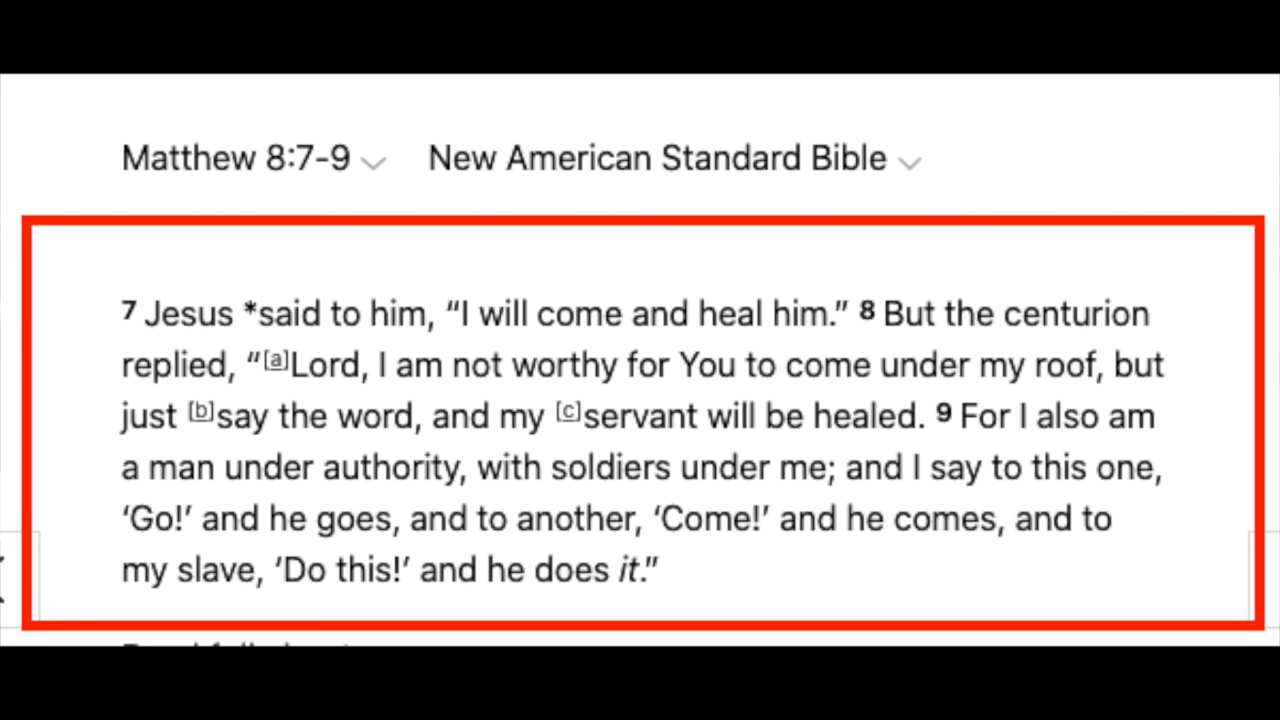 Matthew 8:7-9 New American Standard Bible
7 Jesus *said to him, “I will come and heal him.” 8 But the centurion
replied, “[a]Lord, I am not worthy for You to come under my roof, but
just [b]say the word, and my [c]servant will be healed. 9 For I also am
a man under authority, with soldiers under me; and I say to this one,
‘Go!’ and he goes, and to another, ‘Come!’ and he comes, and to
my slave, ‘Do this!’ and he does it.”